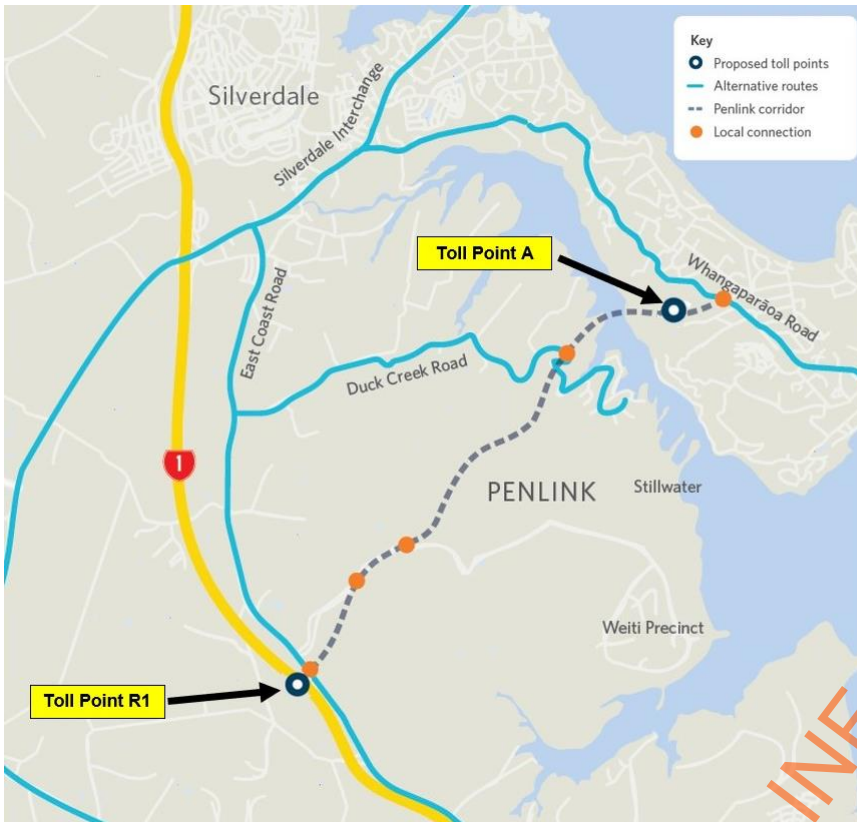 Key
Proposed toll points
Alternative routes
Penlink corridor
Local connection
Silverdale
Silverdale Interchange
Toll Point A
Whangaparāoa Road
East Coast Road
Duck Creek Road
1
PENLINK
Stillwater
Weiti Precinct
Toll Point R1